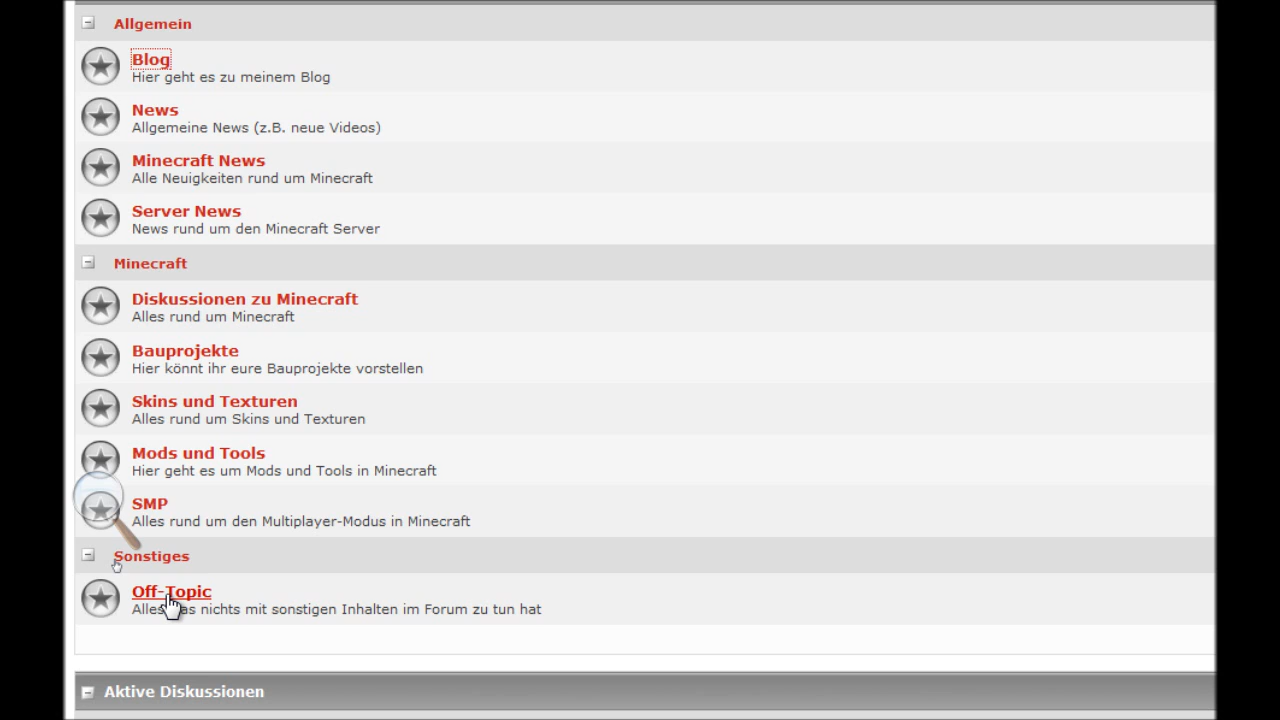 Allgemein
Blog
Hier geht es zu meinem Blog
News
Allgemeine News (z.B. neue Videos)
Minecraft News
Alle Neuigkeiten rund um Minecraft
Server News
News rund um den Minecraft Server
Minecraft
Diskussionen zu Minecraft
Alles rund um Minecraft
Bauprojekte
Hier könnt ihr eure Bauprojekte vorstellen
Skins und Texturen
Alles rund um Skins und Texturen
Mods und Tools
Hier geht es um Mods und Tools in Minecraft
SMP
Alles rund um den Multiplayer-Modus in Minecraft
Sonstiges
Off-Topic
Alles nichts mit sonstigen Inhalten im Forum zu tun hat
Aktive Diskussionen